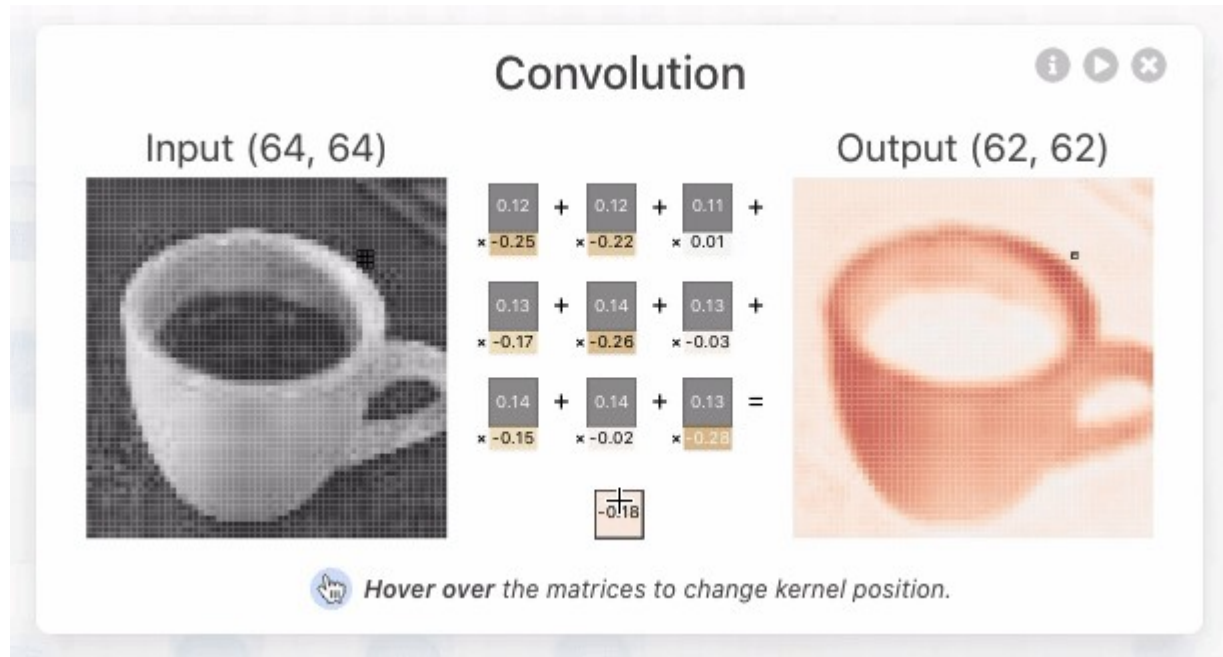 Convolution
Input (64, 64)
Output (62, 62)
0.12 + 0.12 + 0.11 +
× -0.25 × -0.22 × 0.01
0.13 + 0.14 + 0.13 +
× -0.17 × -0.26 × -0.03
0.14 + 0.14 + 0.13 =
× -0.15 × -0.02 × -0.28
-0.18
Hover over the matrices to change kernel position.